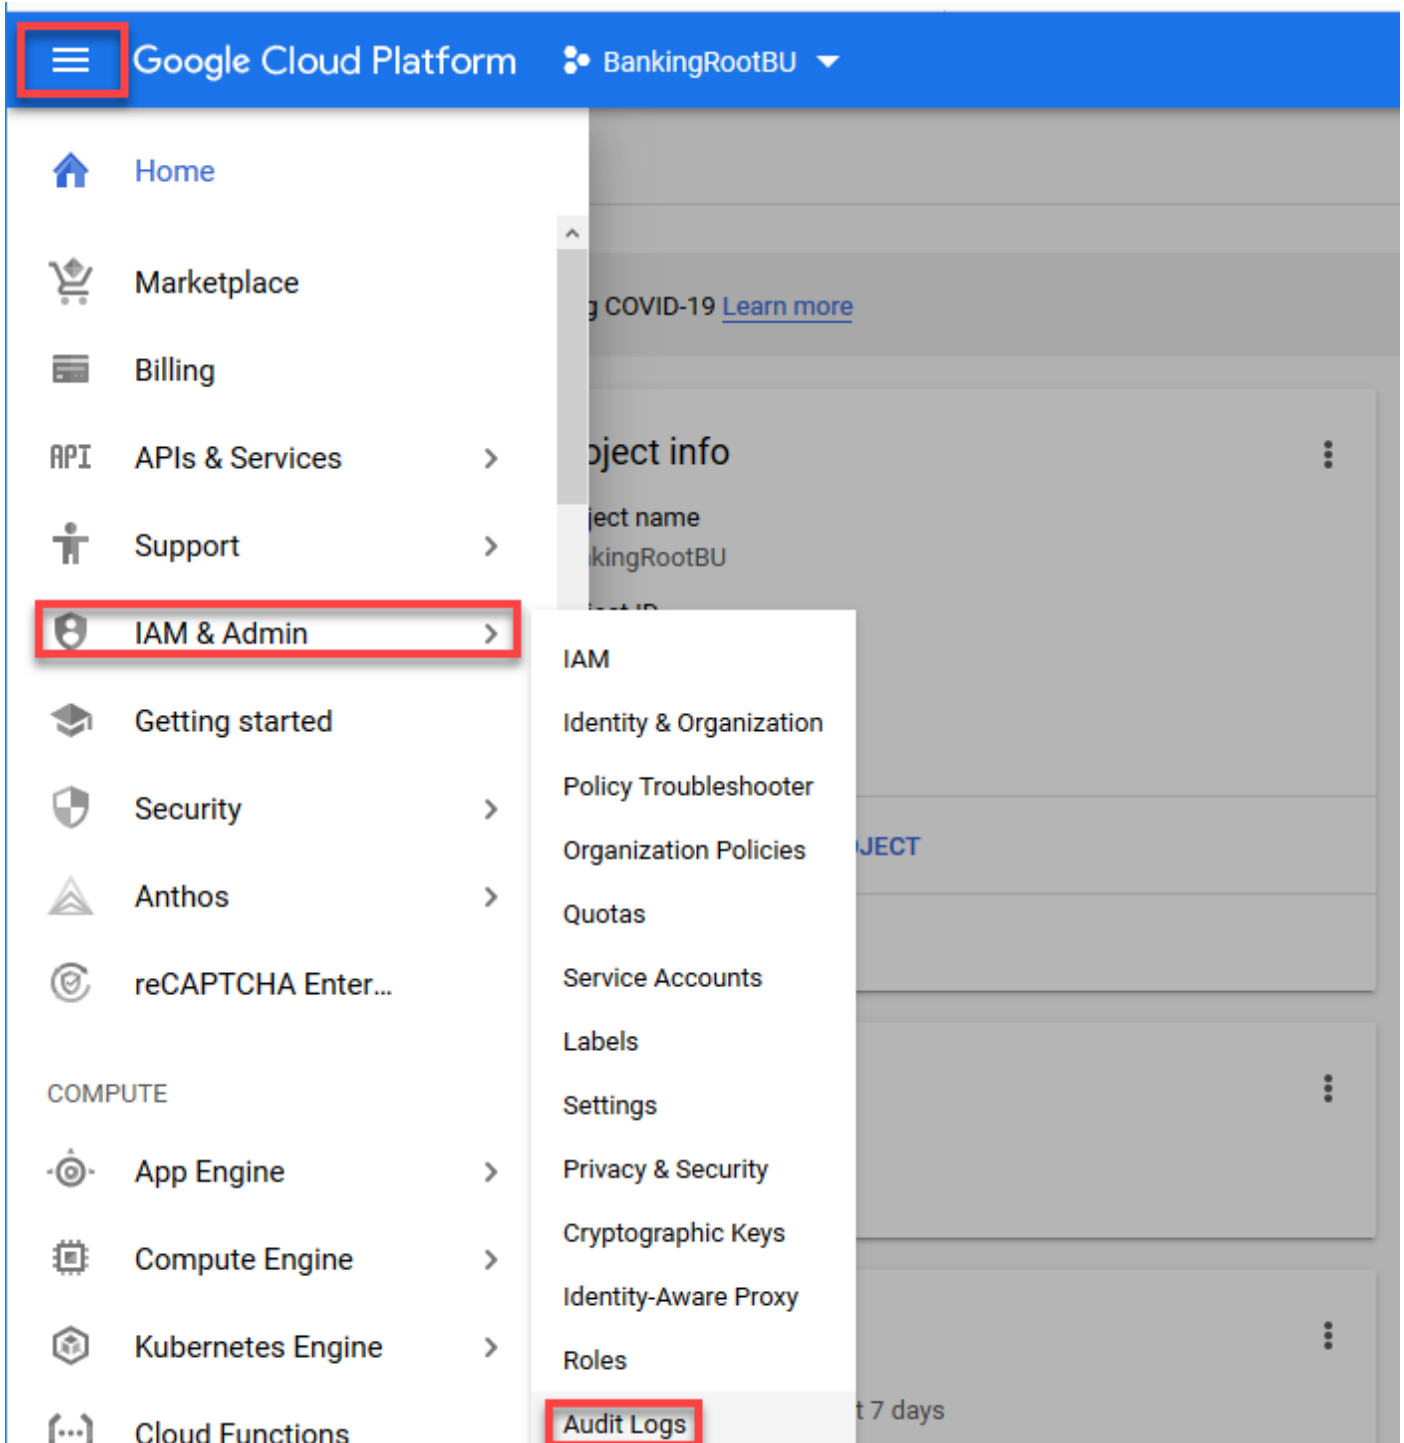 Google Cloud Platform
BankingRootBU
Home
Marketplace
Billing
API
APIs & Services
Support
IAM & Admin
Getting started
Security
Anthos
reCAPTCHA Enter...
COMPUTE
App Engine
Compute Engine
Kubernetes Engine
Cloud Functions
IAM
Identity & Organization
Policy Troubleshooter
Organization Policies
Quotas
Service Accounts
Labels
Settings
Privacy & Security
Cryptographic Keys
Identity-Aware Proxy
Roles
Audit Logs
g COVID-19 Learn more
oject info
ject name
kingRootBU
JECT
t 7 days